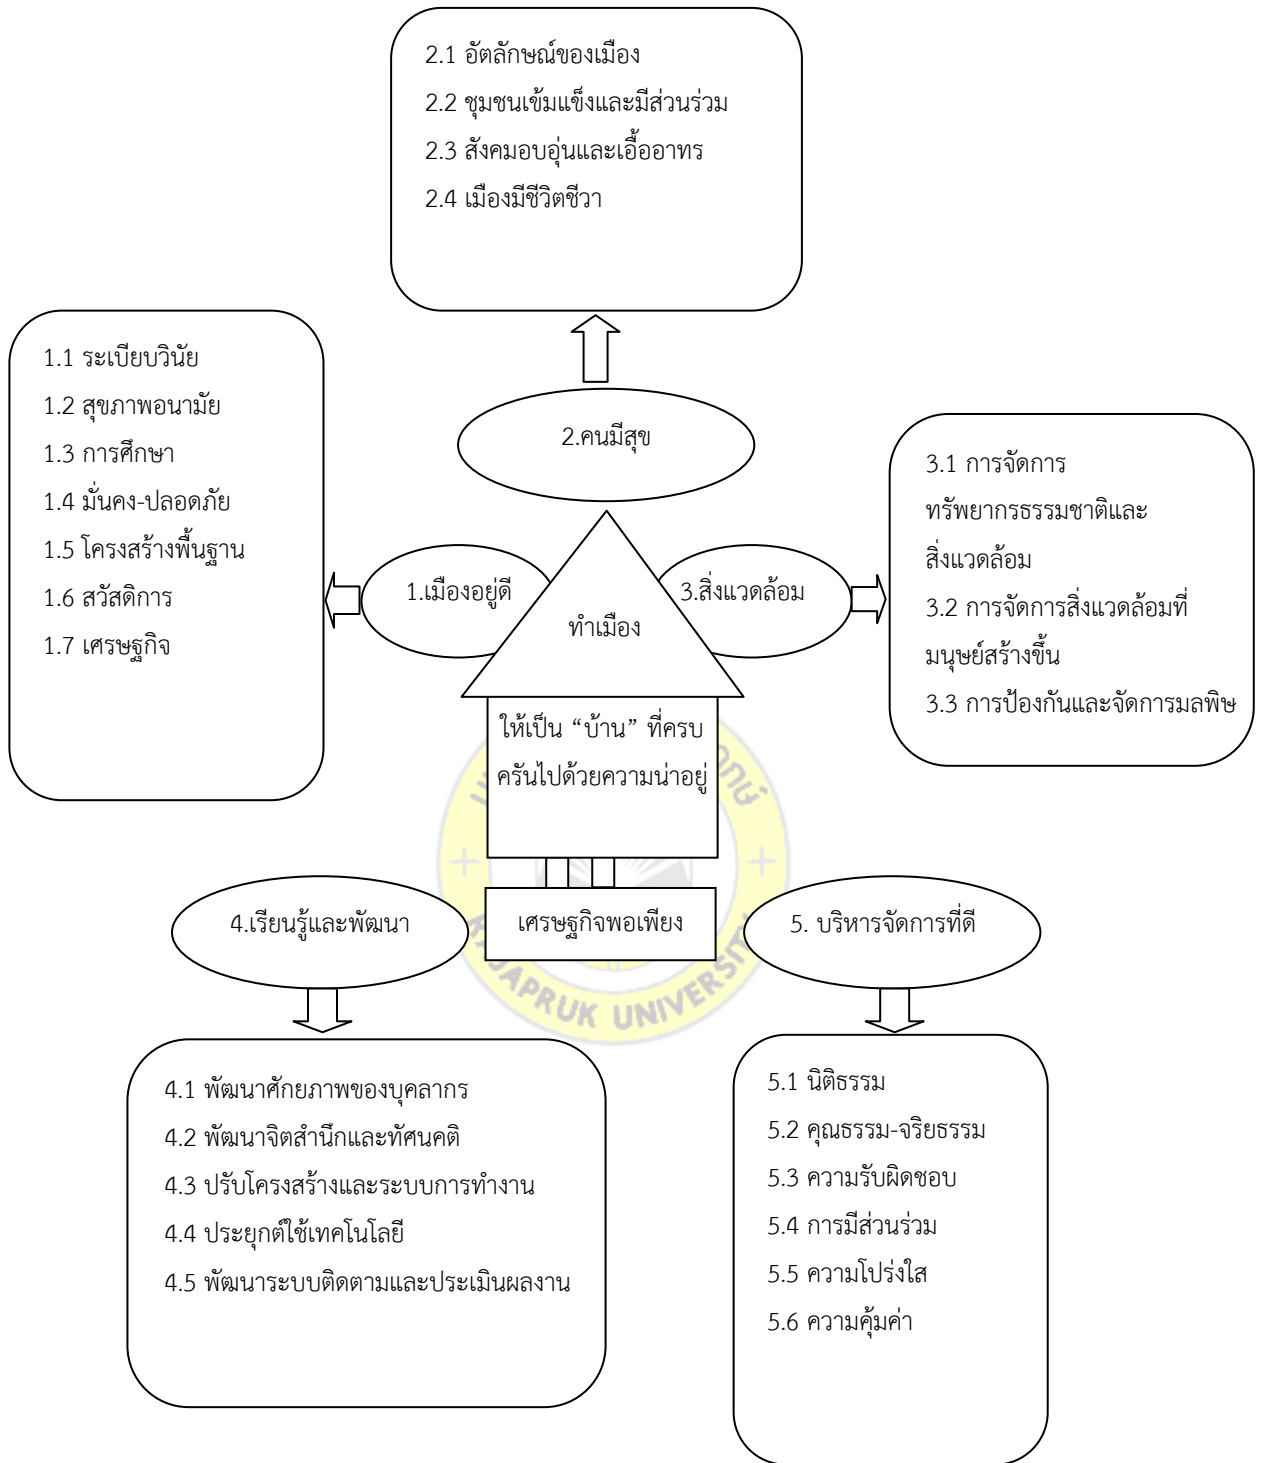 2.1 อัตลักษณ์ของเมือง
2.2 ชุมชนเข้มแข็งและมีส่วนร่วม
2.3 สังคมอบอุ่นและเอื้ออาทร
2.4 เมืองมีชีวิตชีวา
1.1 ระเบียบวินัย
1.2 สุขภาพอนามัย
1.3 การศึกษา
1.4 มั่นคง-ปลอดภัย
1.5 โครงสร้างพื้นฐาน
1.6 สวัสดิการ
1.7 เศรษฐกิจ
2.คนมีสุข
3.1 การจัดการ
ทรัพยากรธรรมชาติและ
สิ่งแวดล้อม
3.2 การจัดการสิ่งแวดล้อมที่
มนุษย์สร้างขึ้น
3.3 การป้องกันและจัดการมลพิษ
1.เมืองอยู่ดี
3.สิ่งแวดล้อม
ทำเมือง
ให้เป็น “บ้าน” ที่ครบ
ครันไปด้วยความน่าอยู่
4.เรียนรู้และพัฒนา
เศรษฐกิจพอเพียง
5. บริหารจัดการที่ดี
UNIVERSITY
4.1 พัฒนาศักยภาพของบุคลากร
4.2 พัฒนาจิตสำนึกและทัศนคติ
4.3 ปรับโครงสร้างและระบบการทำงาน
4.4 ประยุกต์ใช้เทคโนโลยี
4.5 พัฒนาระบบติดตามและประเมินผลงาน
5.1 นิติธรรม
5.2 คุณธรรม-จริยธรรม
5.3 ความรับผิดชอบ
5.4 การมีส่วนร่วม
5.5 ความโปร่งใส
5.6 ความคุ้มค่า